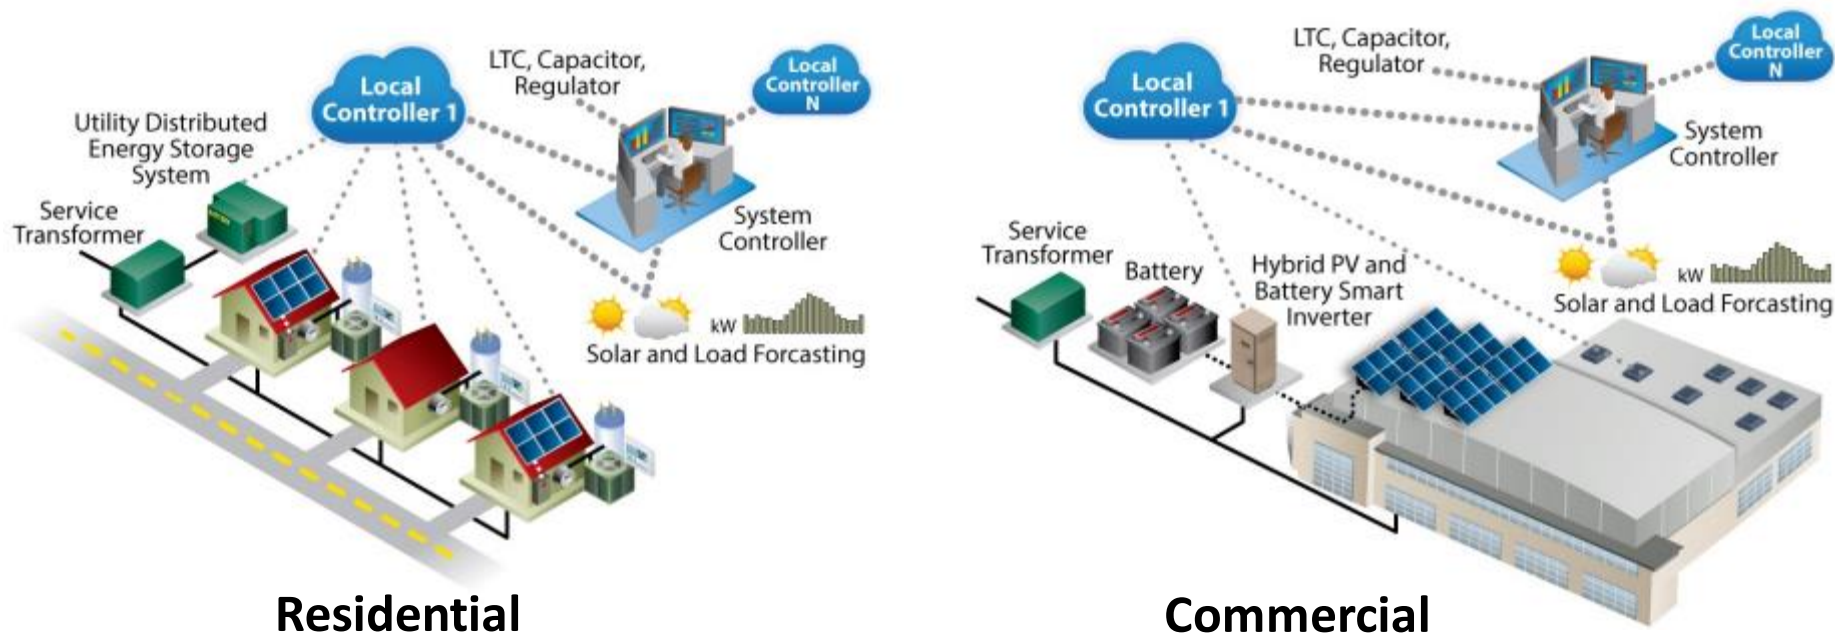 LTC, Capacitor,
Regulator
Local
Controller 1
Local
Controller
N
Utility Distributed
Energy Storage
System
Service
Transformer
System
Controller
kW
Solar and Load Forcasting
Residential
LTC, Capacitor,
Regulator
Local
Controller 1
Local
Controller
N
System
Controller
Service
Transformer
Battery
Hybrid PV and
Battery Smart
Inverter
kW
Solar and Load Forcasting
Commercial